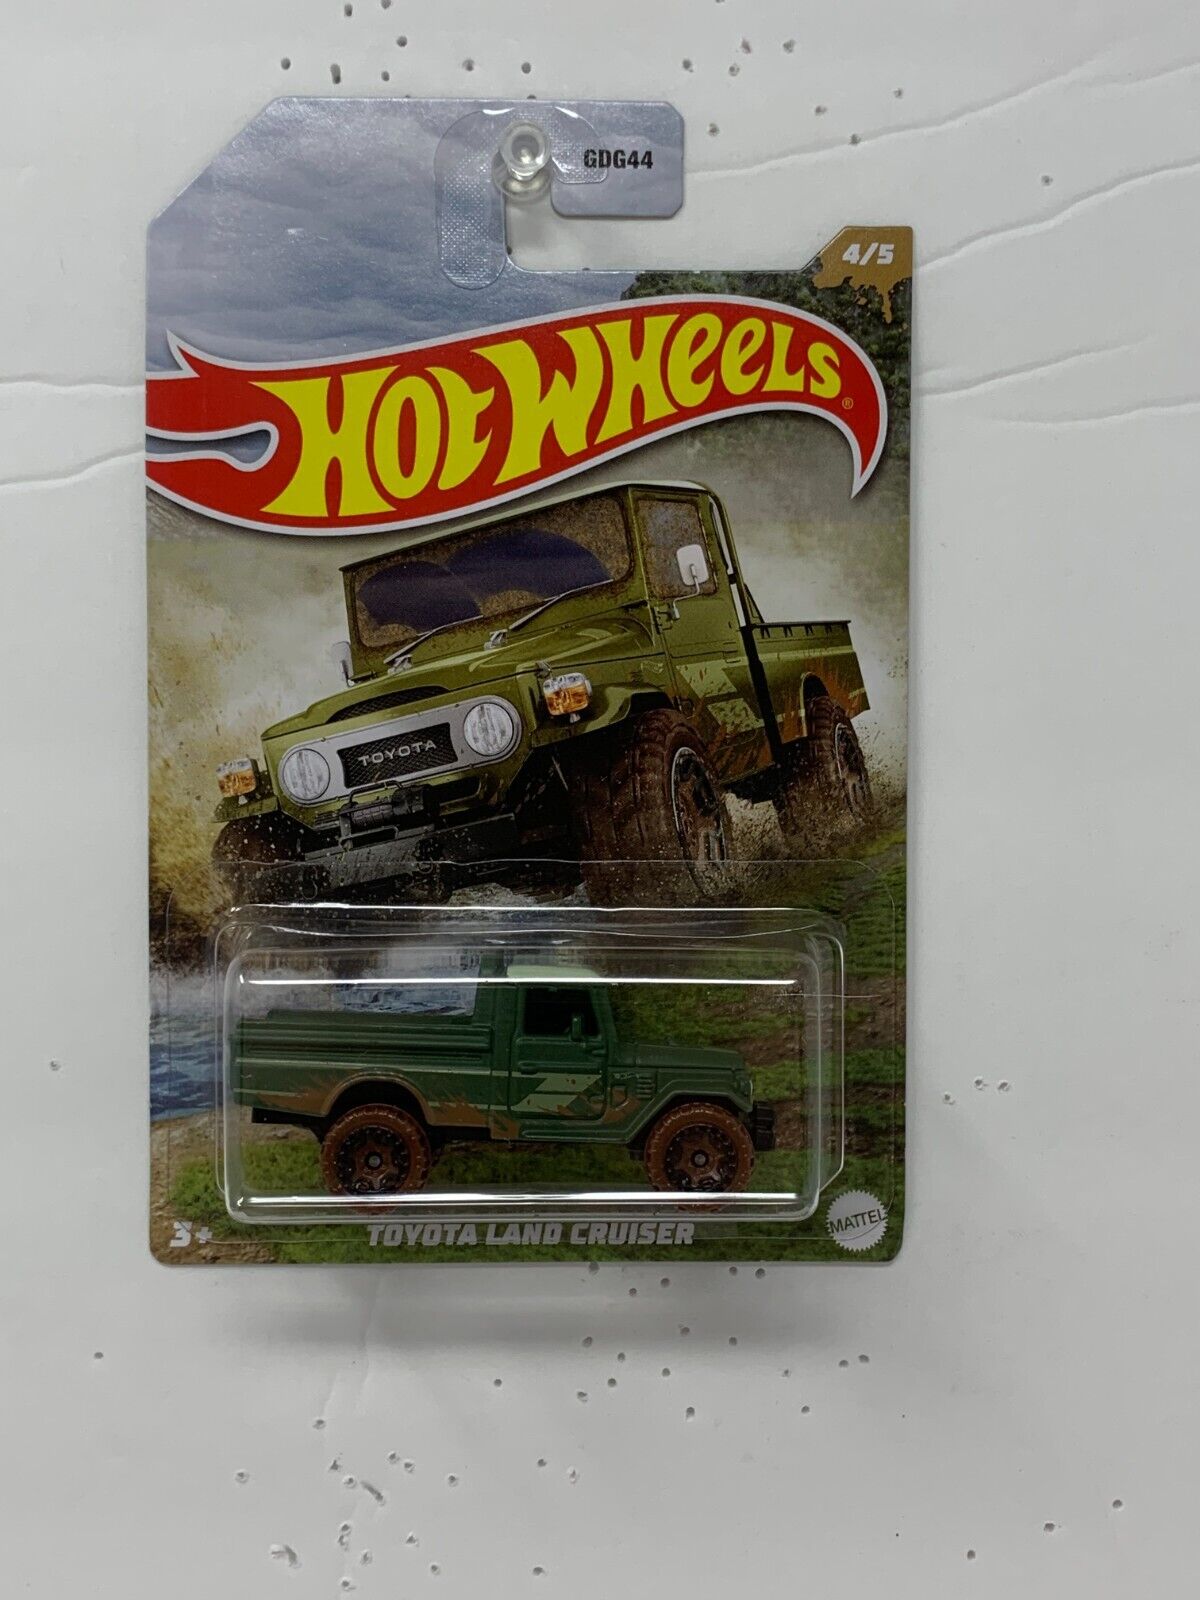 GDG44
4/5
HOT WHEELS®
TOYOTA
3+
TOYOTA LAND CRUISER
MATTEL